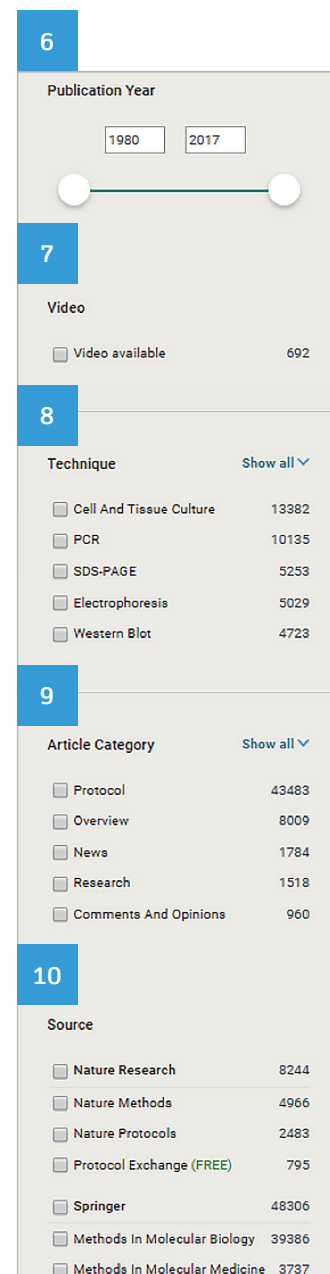 6
Publication Year
1980 2017
7
Video
Video available 692
8
Technique Show all
Cell And Tissue Culture 13382
PCR 10135
SDS-PAGE 5253
Electrophoresis 5029
Western Blot 4723
9
Article Category Show all
Protocol 43483
Overview 8009
News 1784
Research 1518
Comments And Opinions 960
10
Source
Nature Research 8244
Nature Methods 4966
Nature Protocols 2483
Protocol Exchange (FREE) 795
Springer 48306
Methods In Molecular Biology 39386
Methods In Molecular Medicine 3737